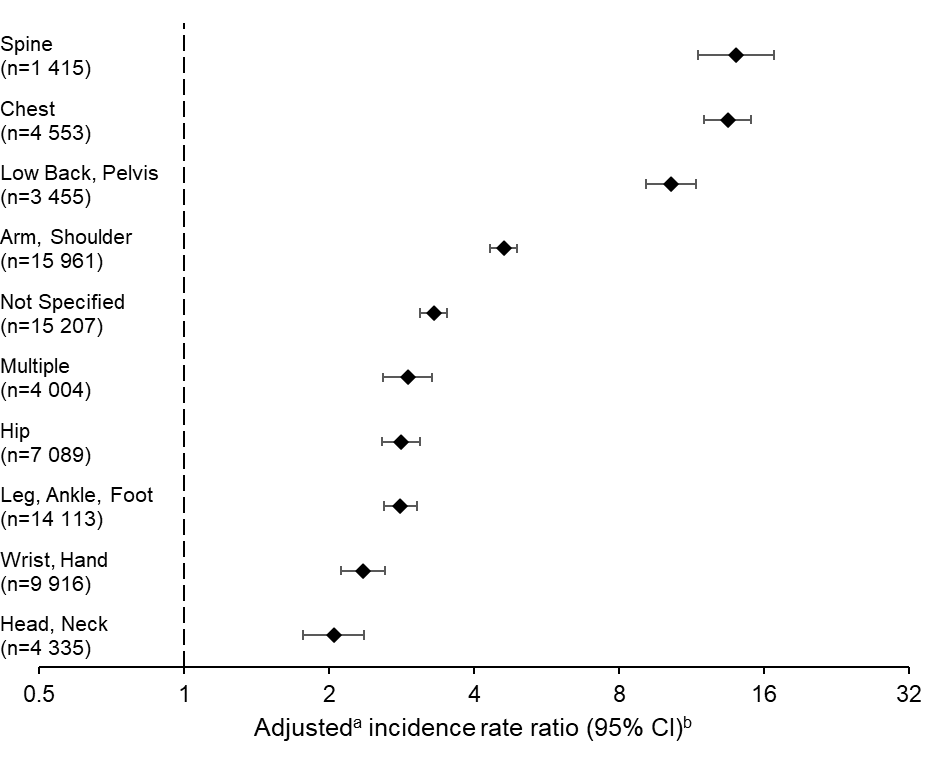 Spine
(n=1 415)
Chest
(n=4 553)
Low Back, Pelvis
(n=3 455)
Arm, Shoulder
(n=15 961)
Not Specified
(n=15 207)
Multiple
(n=4 004)
Hip
(n=7 089)
Leg, Ankle, Foot
(n=14 113)
Wrist, Hand
(n=9 916)
Head, Neck
(n=4 335)
0.5 1 2 4 8 16 32
Adjustedᵃ incidence rate ratio (95% CI)ᵇ